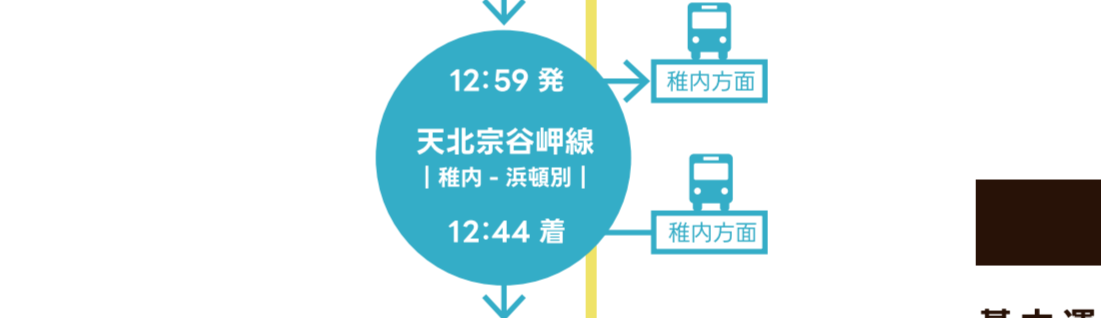 12:59 発
稚内方面
天北宗谷岬線
| 稚内 - 浜頓別 |
12:44 着
稚内方面